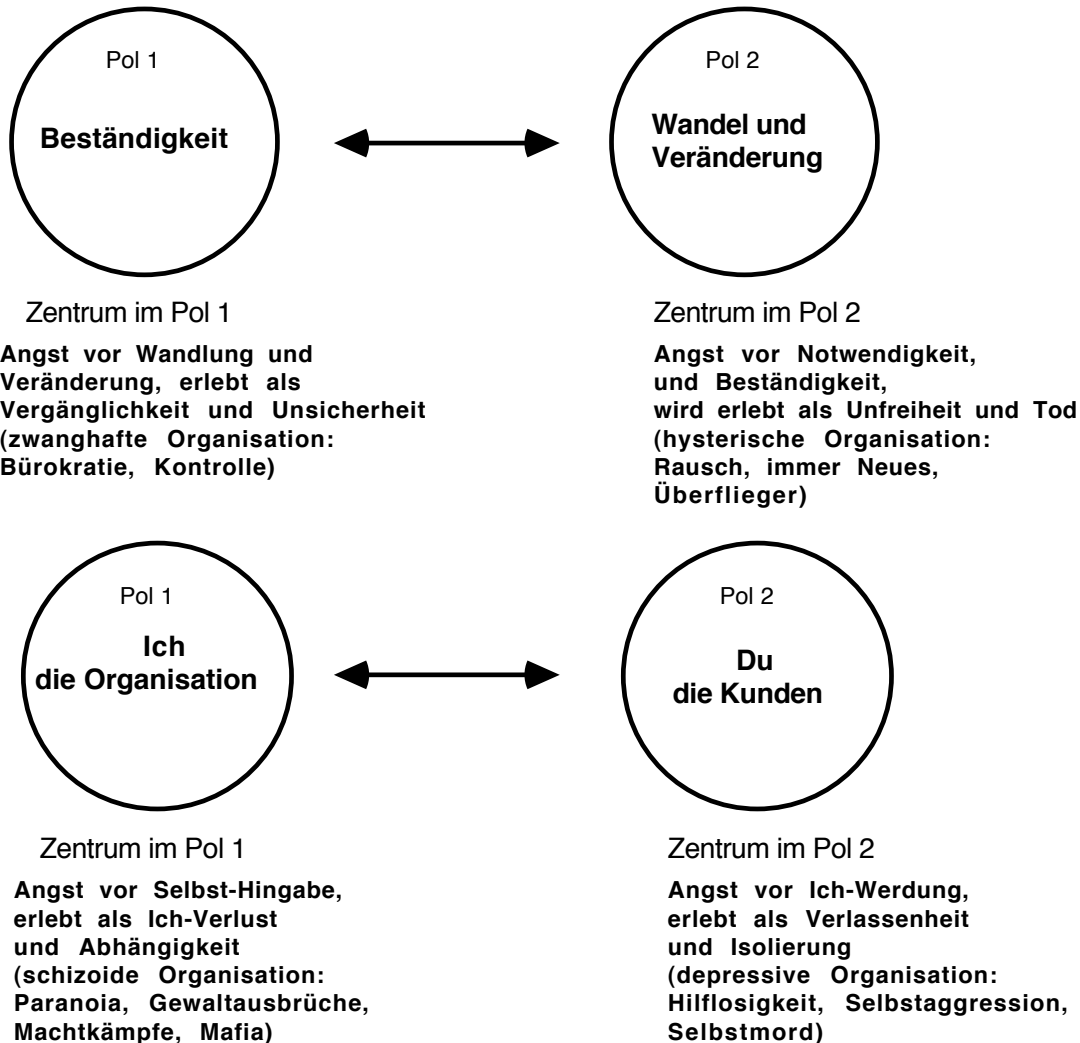 Pol 1
Beständigkeit
Pol 2
Wandel und
Veränderung
Zentrum im Pol 1
Angst vor Wandlung und
Veränderung, erlebt als
Vergänglichkeit und Unsicherheit
(zwanghafte Organisation:
Bürokratie, Kontrolle)
Zentrum im Pol 2
Angst vor Notwendigkeit,
und Beständigkeit,
wird erlebt als Unfreiheit und Tod
(hysterische Organisation:
Rausch, immer Neues,
Überflieger)
Pol 1
Ich
die Organisation
Pol 2
Du
die Kunden
Zentrum im Pol 1
Angst vor Selbst-Hingabe,
erlebt als Ich-Verlust
und Abhängigkeit
(schizoide Organisation:
Paranoia, Gewaltausbrüche,
Machtkämpfe, Mafia)
Zentrum im Pol 2
Angst vor Ich-Werdung,
erlebt als Verlassenheit
und Isolierung
(depressive Organisation:
Hilflosigkeit, Selbstaggression,
Selbstmord)